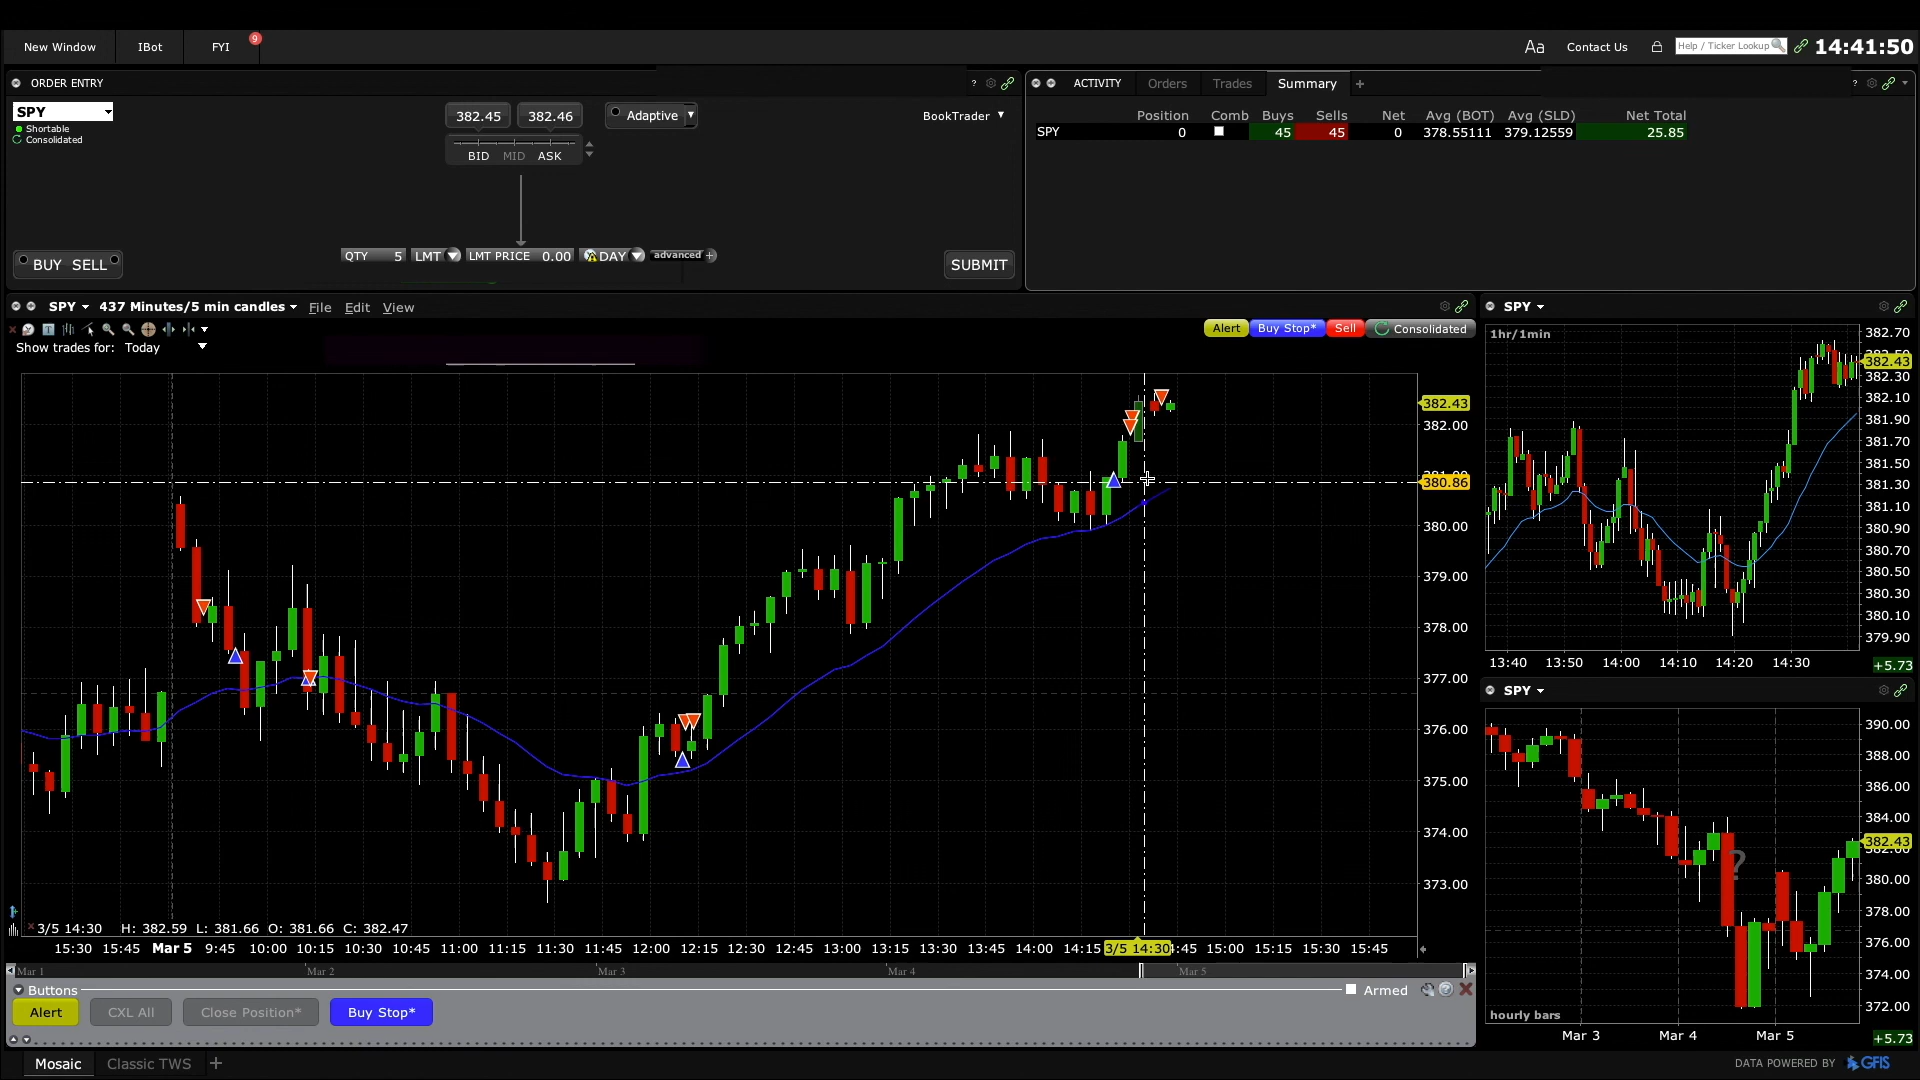 New Window IBot FYI 9 Aa Contact Us Help / Ticker Lookup 14:41:50
ORDER ENTRY ?
SPY
Shortable
Consolidated
382.45 382.46 Adaptive BookTrader
BID MID ASK
BUY SELL QTY 5 LMT LMT PRICE 0.00 DAY advanced + SUBMIT
ACTIVITY Orders Trades Summary + ?
Position Comb Buys Sells Net Avg (BOT) Avg (SLD) Net Total
SPY 0 45 45 0 378.55111 379.12559 25.85
SPY 437 Minutes/5 min candles File Edit View
Alert Buy Stop* Sell Consolidated
Show trades for: Today
382.43
382.00
380.86
380.00
379.00
378.00
377.00
376.00
375.00
374.00
373.00
3/5 14:30 H: 382.59 L: 381.66 O: 381.66 C: 382.47
15:30 15:45 Mar 5 9:45 10:00 10:15 10:30 10:45 11:00 11:15 11:30 11:45 12:00 12:15 12:30 12:45 13:00 13:15 13:30 13:45 14:00 14:15 3/5 14:30 :45 15:00 15:15 15:30 15:45
Mar 1 Mar 2 Mar 3 Mar 4 Mar 5
Buttons Armed
Alert CXL All Close Position* Buy Stop*
SPY
1hr/1min
382.70
382.43
382.30
382.10
381.90
381.70
381.50
381.30
381.10
380.90
380.70
380.50
380.30
380.10
379.90
13:40 13:50 14:00 14:10 14:20 14:30
+5.73
SPY
390.00
388.00
386.00
384.00
382.43
380.00
378.00
376.00
374.00
372.00
?
hourly bars
Mar 3 Mar 4 Mar 5
+5.73
Mosaic Classic TWS +
DATA POWERED BY GFIS